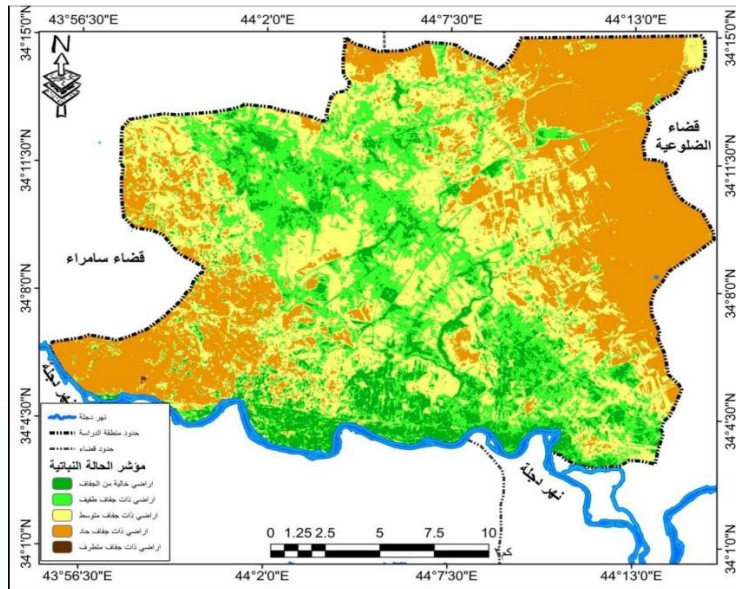 43°56'30"E 44°2'0"E 44°7'30"E 44°13'0"E
34°15'0"N 34°15'0"N
N
قضاء
الضلوعية
34°11'30"N 34°11'30"N
قضاء سامراء
34°8'0"N 34°8'0"N
نهر دجلة
34°4'30"N 34°4'30"N
نهر دجلة
حدود منطقة الدراسة
حدود قضاء
مؤشر الحالة النباتية
اراضي خالية من الجفاف
اراضي ذات جفاف طفيف
اراضي ذات جفاف متوسط
اراضي ذات جفاف حاد
اراضي ذات جفاف متطرف
نهر دجلة
0 1.25 2.5 5 7.5 10
كم
34°1'0"N 34°1'0"N
43°56'30"E 44°2'0"E 44°7'30"E 44°13'0"E